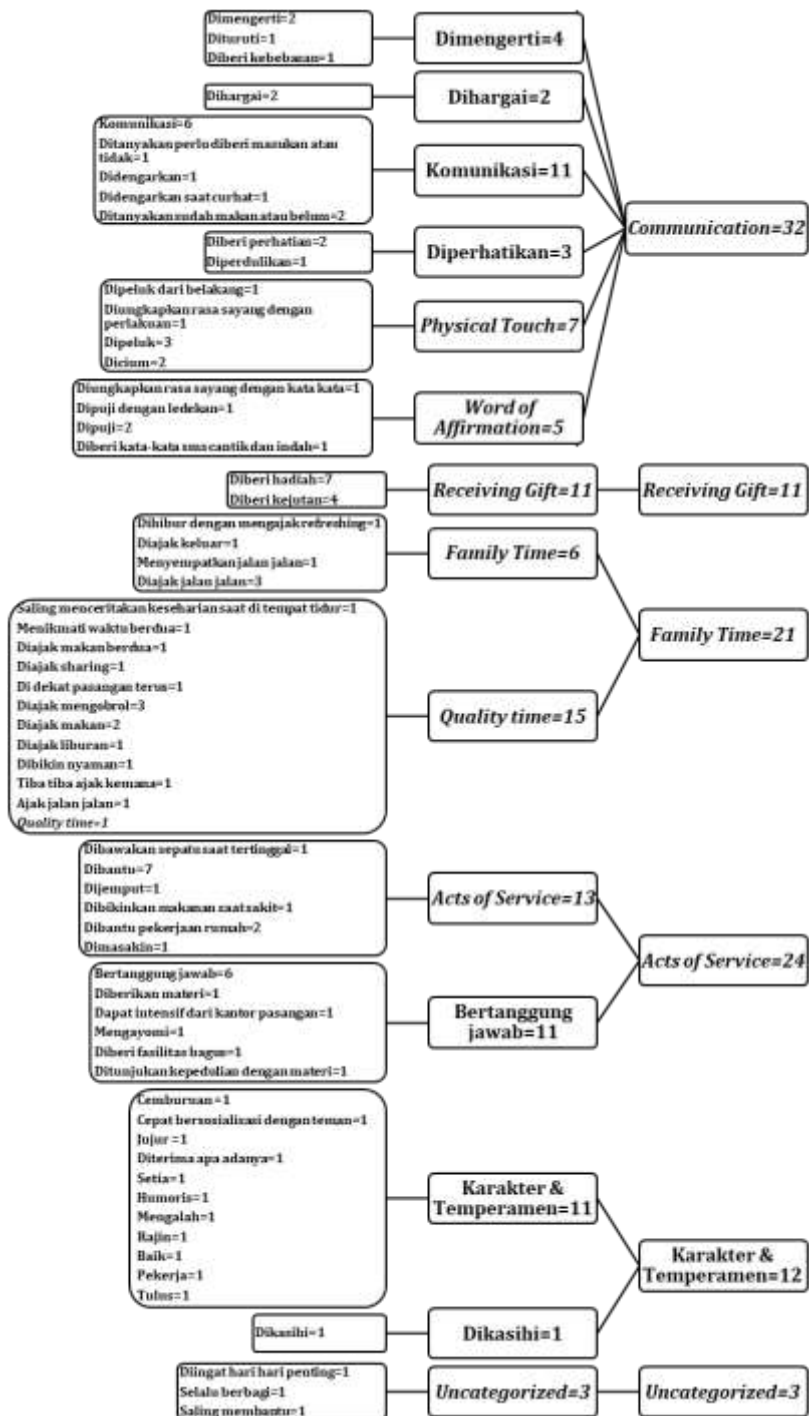 Dimengerti=2
Dituruti=1
Diberi kebebasan=1
Dimengerti=4
Dihargai=2
Dihargai=2
Komunikasi=6
Ditanyakan perlu diberi masukan atau
tidak=1
Didengarkan=1
Didengarkan saat curhat=1
Ditanyakan sudah makan atau belum=2
Komunikasi=11
Diberi perhatian=2
Diperdulikan=1
Diperhatikan=3
Dipeluk dari belakang=1
Diungkapkan rasa sayang dengan
perlakuan=1
Dipeluk=3
Dicium=2
Physical Touch=7
Diungkapkan rasa sayang dengan kata kata=1
Dipuji dengan ledekan=1
Dipuji=2
Diberi kata-kata sms cantik dan indah=1
Word of
Affirmation=5
Communication=32
Diberi hadiah=7
Diberi kejutan=4
Receiving Gift=11
Receiving Gift=11
Dihibur dengan mengajak refreshing=1
Diajak keluar=1
Menyempatkan jalan jalan=1
Diajak jalan jalan=3
Family Time=6
Saling menceritakan keseharian saat di tempat tidur=1
Menikmati waktu berdua=1
Diajak makan berdua=1
Diajak sharing=1
Di dekat pasangan terus=1
Diajak mengobrol=3
Diajak makan=2
Diajak liburan=1
Dibikin nyaman=1
Tiba tiba ajak kemana=1
Ajak jalan jalan=1
Quality time=1
Quality time=15
Family Time=21
Dibawakan sepatu saat tertinggal=1
Dibantu=7
Dijemput=1
Dibikinkan makanan saat sakit=1
Dibantu pekerjaan rumah=2
Dimasakin=1
Acts of Service=13
Bertanggung jawab=6
Diberikan materi=1
Dapat intensif dari kantor pasangan=1
Mengayomi=1
Diberi fasilitas bagus=1
Ditunjukan kepedulian dengan materi=1
Bertanggung
jawab=11
Acts of Service=24
Cemburuan =1
Cepat bersosialisasi dengan teman=1
Jujur =1
Diterima apa adanya=1
Setia=1
Humoris=1
Mengalah=1
Rajin=1
Baik=1
Pekerja=1
Tulus=1
Karakter &
Temperamen=11
Dikasihi=1
Dikasihi=1
Karakter &
Temperamen=12
Diingat hari hari penting=1
Selalu berbagi=1
Saling membantu=1
Uncategorized=3
Uncategorized=3